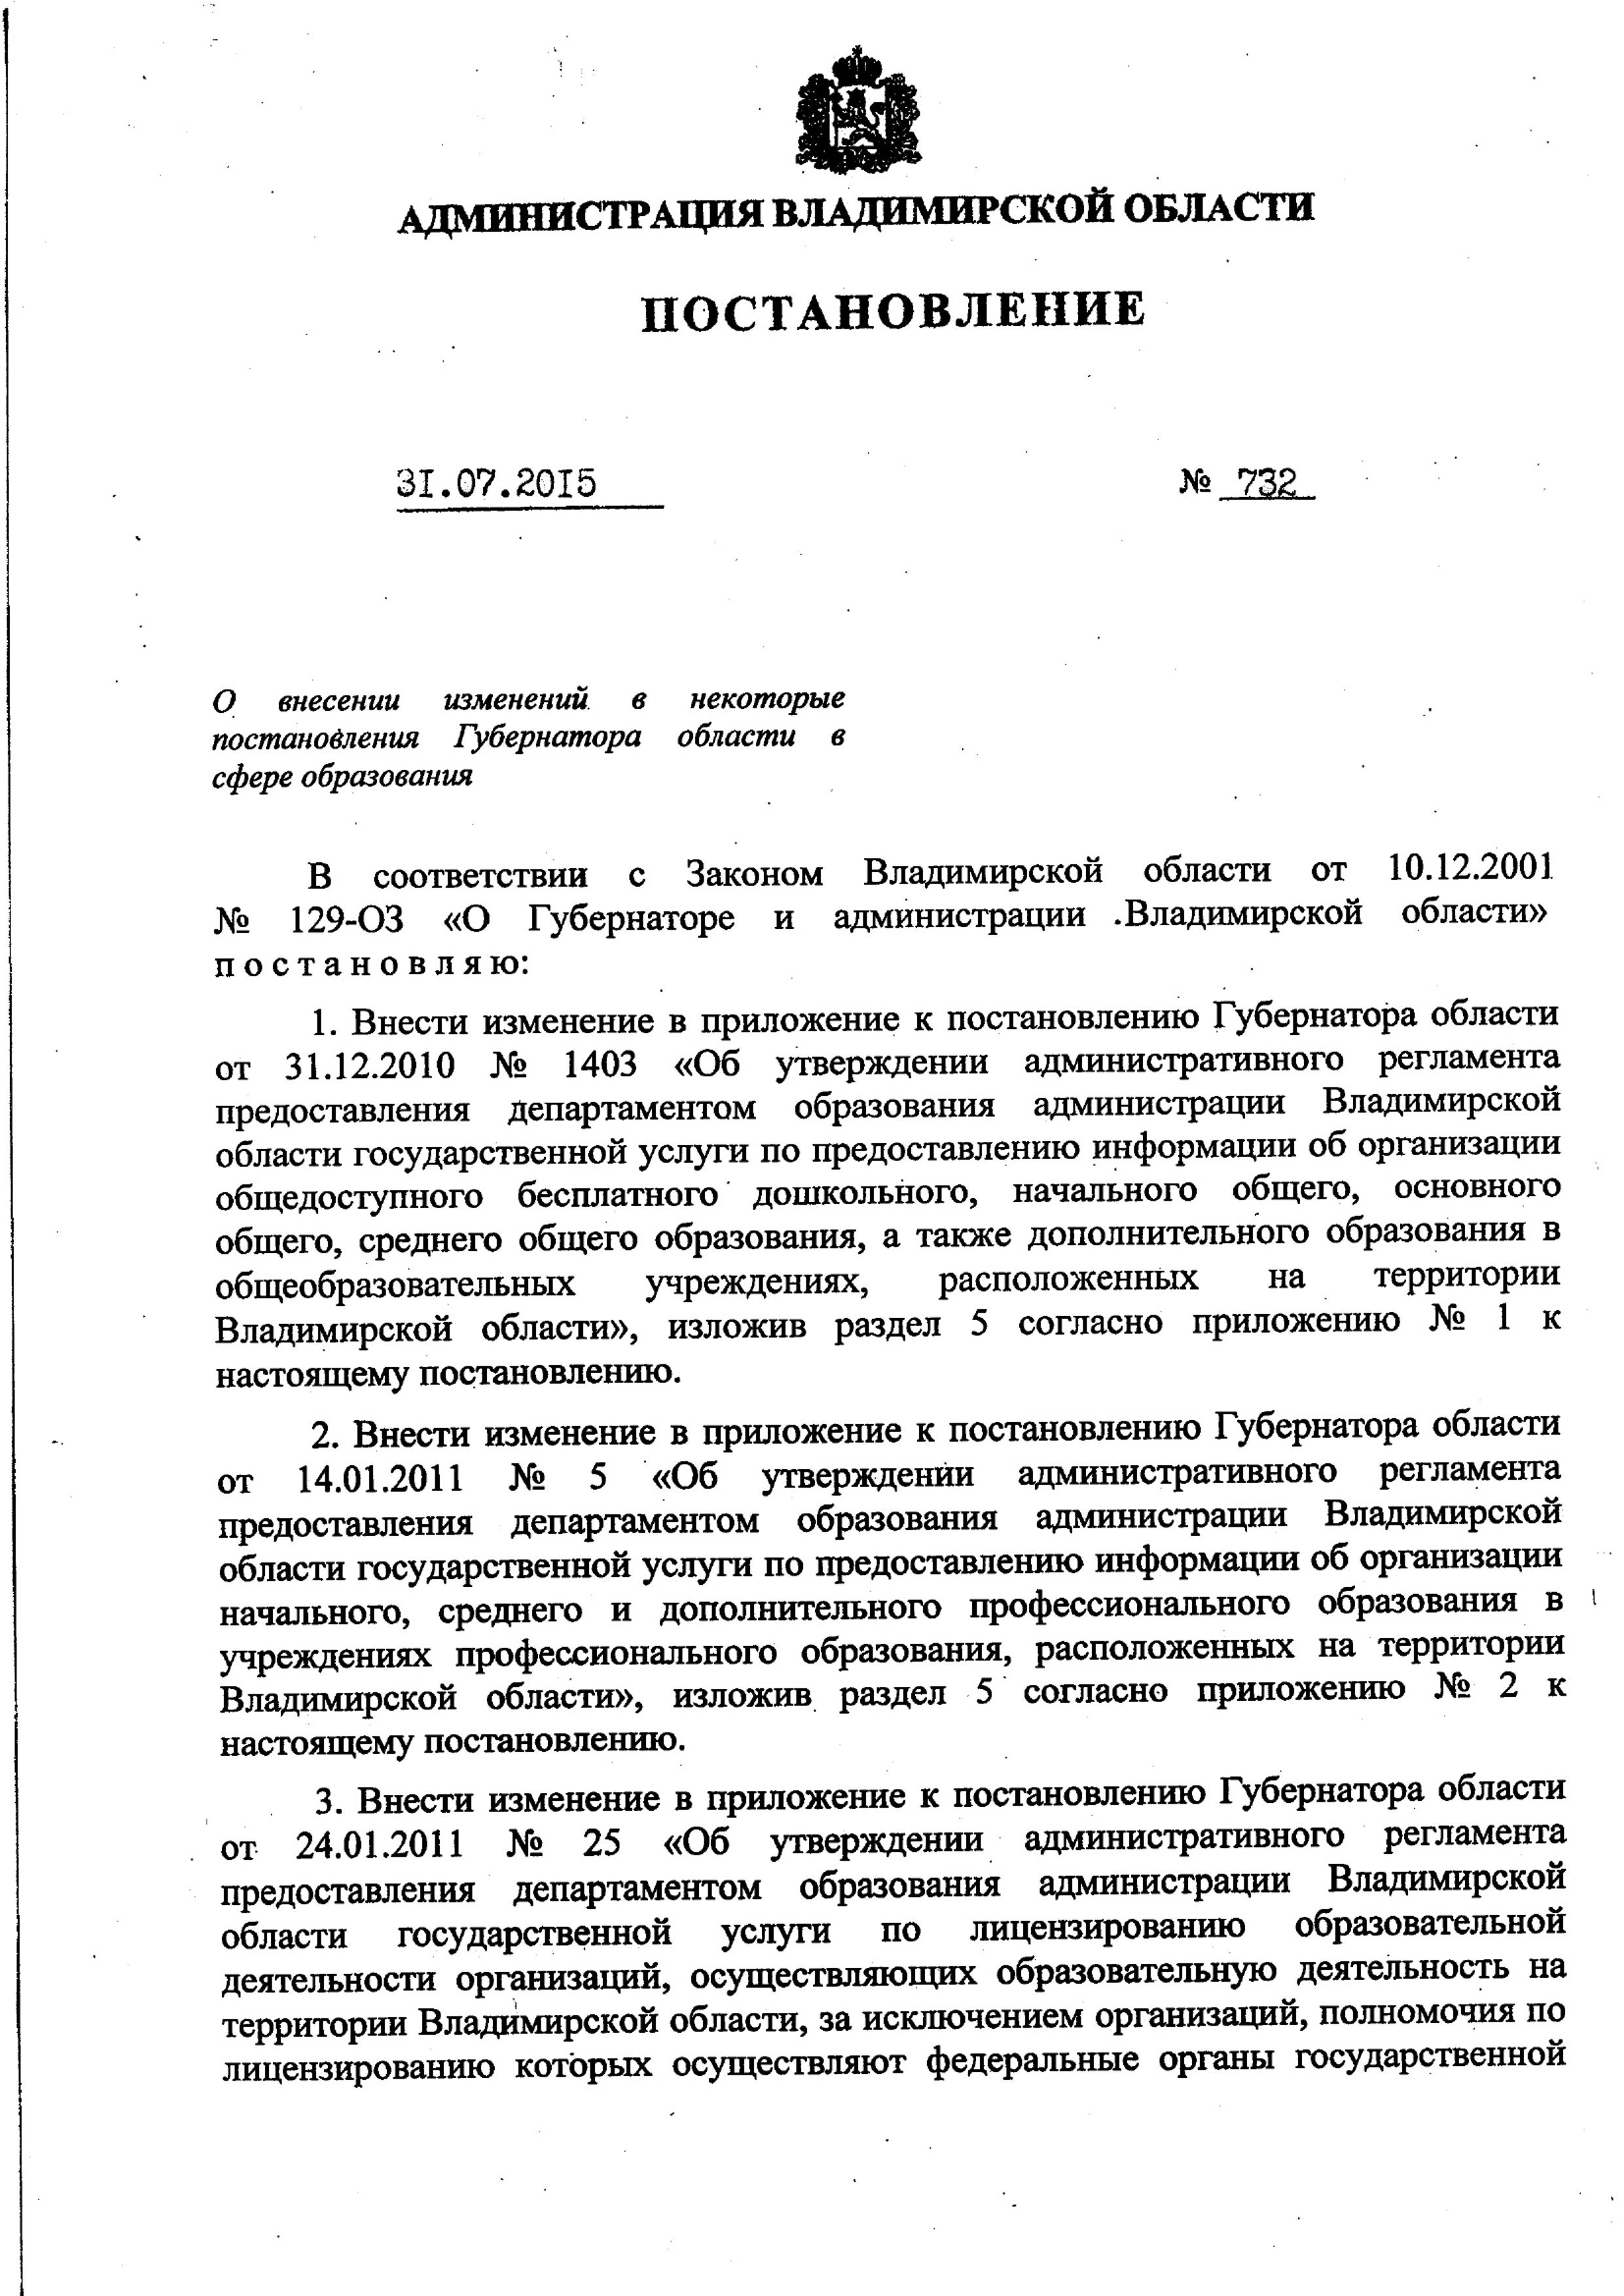 АДМИНИСТРАЦИЯ ВЛАДИМИРСКОЙ ОБЛАСТИ
ПОСТАНОВЛЕНИЕ
31.07.2015 № 732
О внесении изменений в некоторые
постановления Губернатора области в
сфере образования
В соответствии с Законом Владимирской области от 10.12.2001
№ 129-ОЗ «О Губернаторе и администрации Владимирской области»
п о с т а н о в л я ю:
1. Внести изменение в приложение к постановлению Губернатора области
от 31.12.2010 № 1403 «Об утверждении административного регламента
предоставления департаментом образования администрации Владимирской
области государственной услуги по предоставлению информации об организации
общедоступного бесплатного дошкольного, начального общего, основного
общего, среднего общего образования, а также дополнительного образования в
общеобразовательных учреждениях, расположенных на территории
Владимирской области», изложив раздел 5 согласно приложению № 1 к
настоящему постановлению.
2. Внести изменение в приложение к постановлению Губернатора области
от 14.01.2011 № 5 «Об утверждении административного регламента
предоставления департаментом образования администрации Владимирской
области государственной услуги по предоставлению информации об организации
начального, среднего и дополнительного профессионального образования в
учреждениях профессионального образования, расположенных на территории
Владимирской области», изложив раздел 5 согласно приложению № 2 к
настоящему постановлению.
3. Внести изменение в приложение к постановлению Губернатора области
от 24.01.2011 № 25 «Об утверждении административного регламента
предоставления департаментом образования администрации Владимирской
области государственной услуги по лицензированию образовательной
деятельности организаций, осуществляющих образовательную деятельность на
территории Владимирской области, за исключением организаций, полномочия по
лицензированию которых осуществляют федеральные органы государственной